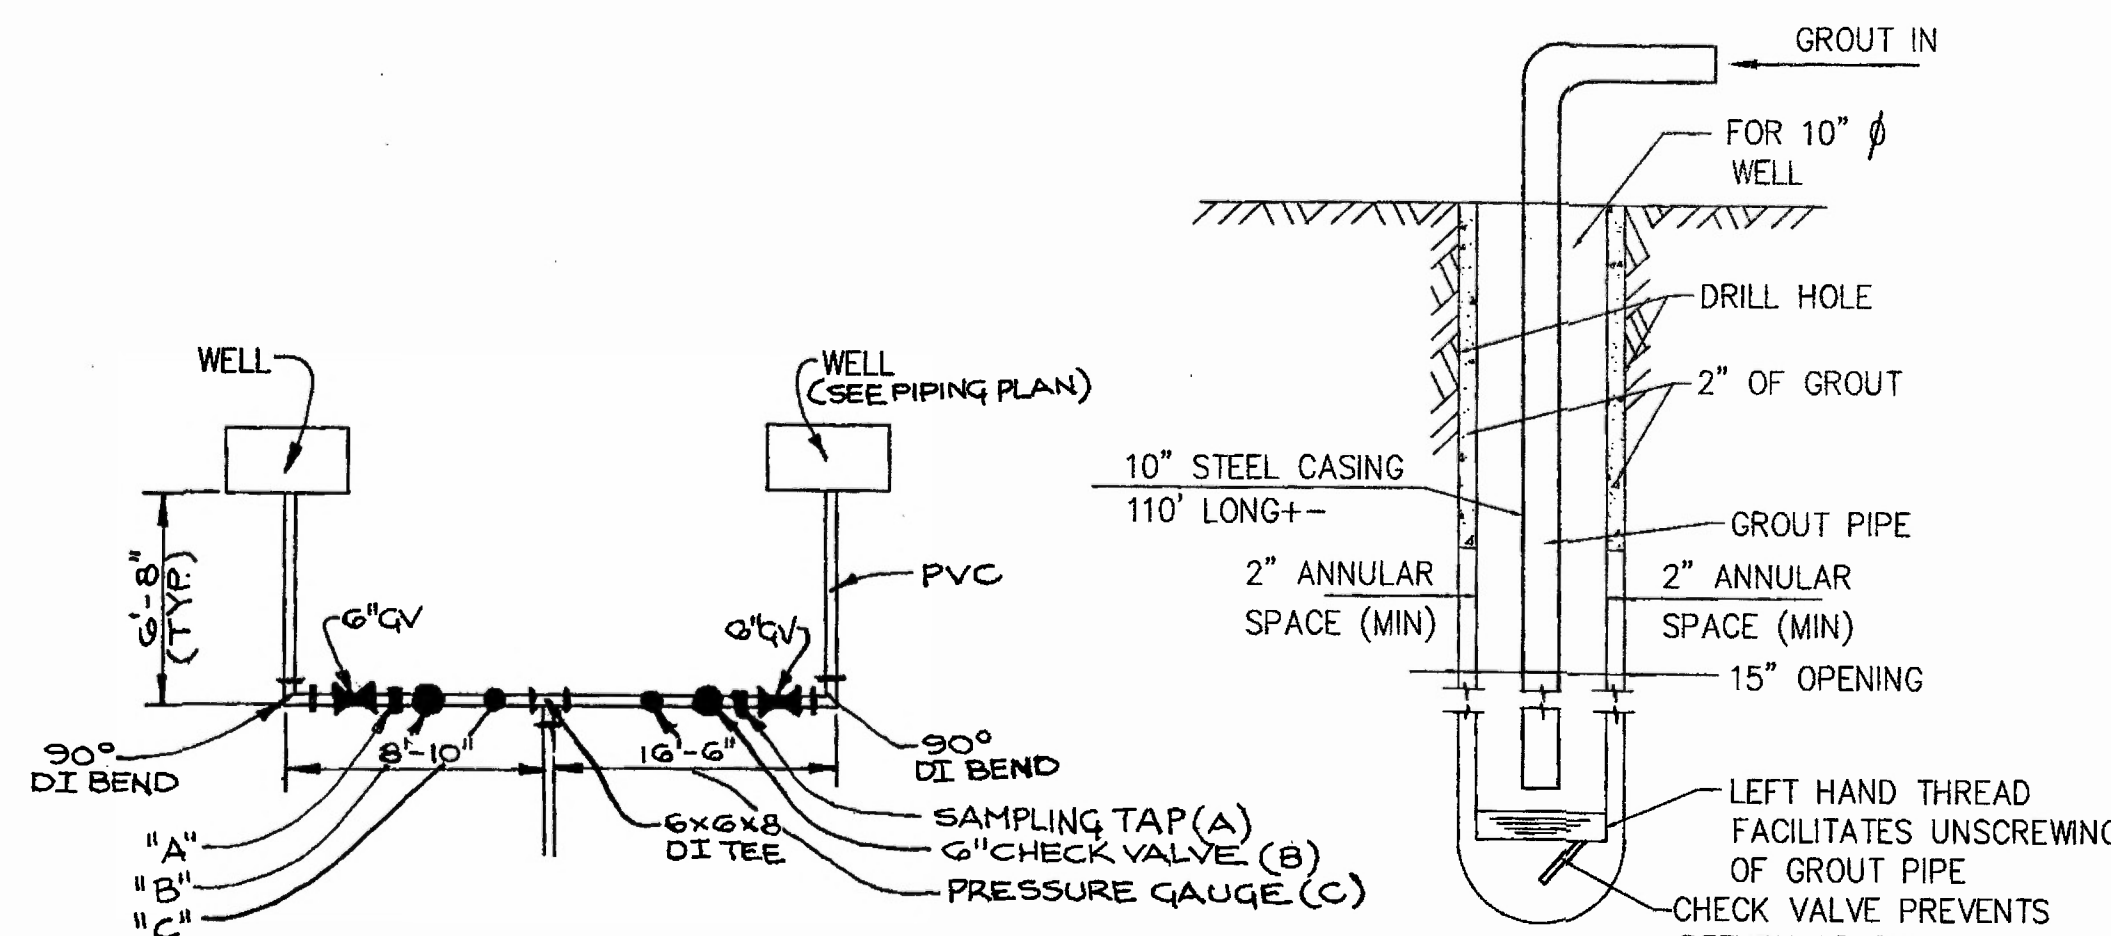 WELL
WELL
(SEE PIPING PLAN)
6'-8"
(TYP.)
PVC
6"GV
6"GV
8'-10"
16'-6"
90°
DI BEND
90°
DI BEND
"A"
"B"
"C"
6x6x8
DI TEE
SAMPLING TAP (A)
6"CHECK VALVE (B)
PRESSURE GAUGE (C)
GROUT IN
FOR 10" ϕ
WELL
DRILL HOLE
2" OF GROUT
10" STEEL CASING
110' LONG+-
GROUT PIPE
2" ANNULAR
SPACE (MIN)
2" ANNULAR
SPACE (MIN)
15" OPENING
LEFT HAND THREAD
FACILITATES UNSCREWING
OF GROUT PIPE
CHECK VALVE PREVENTS